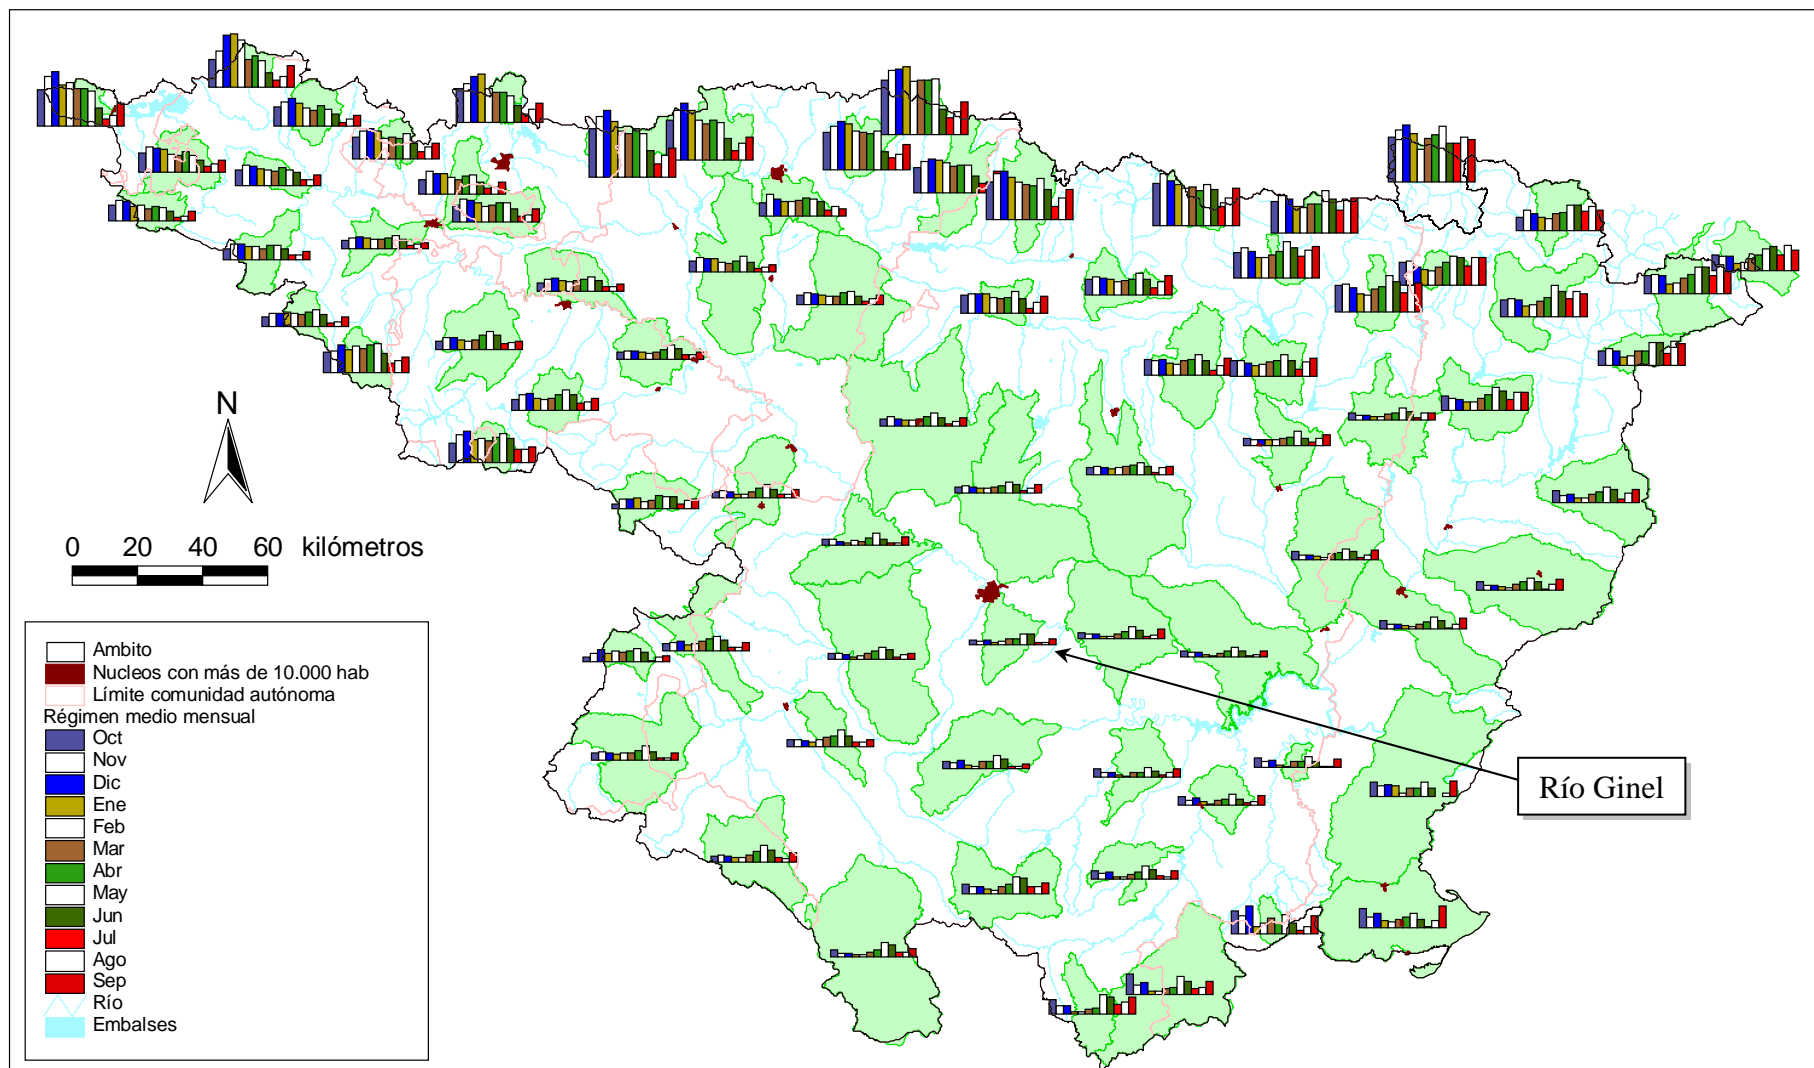 N
0 20 40 60 kilómetros
Ambito
Nucleos con más de 10.000 hab
Límite comunidad autónoma
Régimen medio mensual
Oct
Nov
Dic
Ene
Feb
Mar
Abr
May
Jun
Jul
Ago
Sep
Río
Embalses
Río Ginel